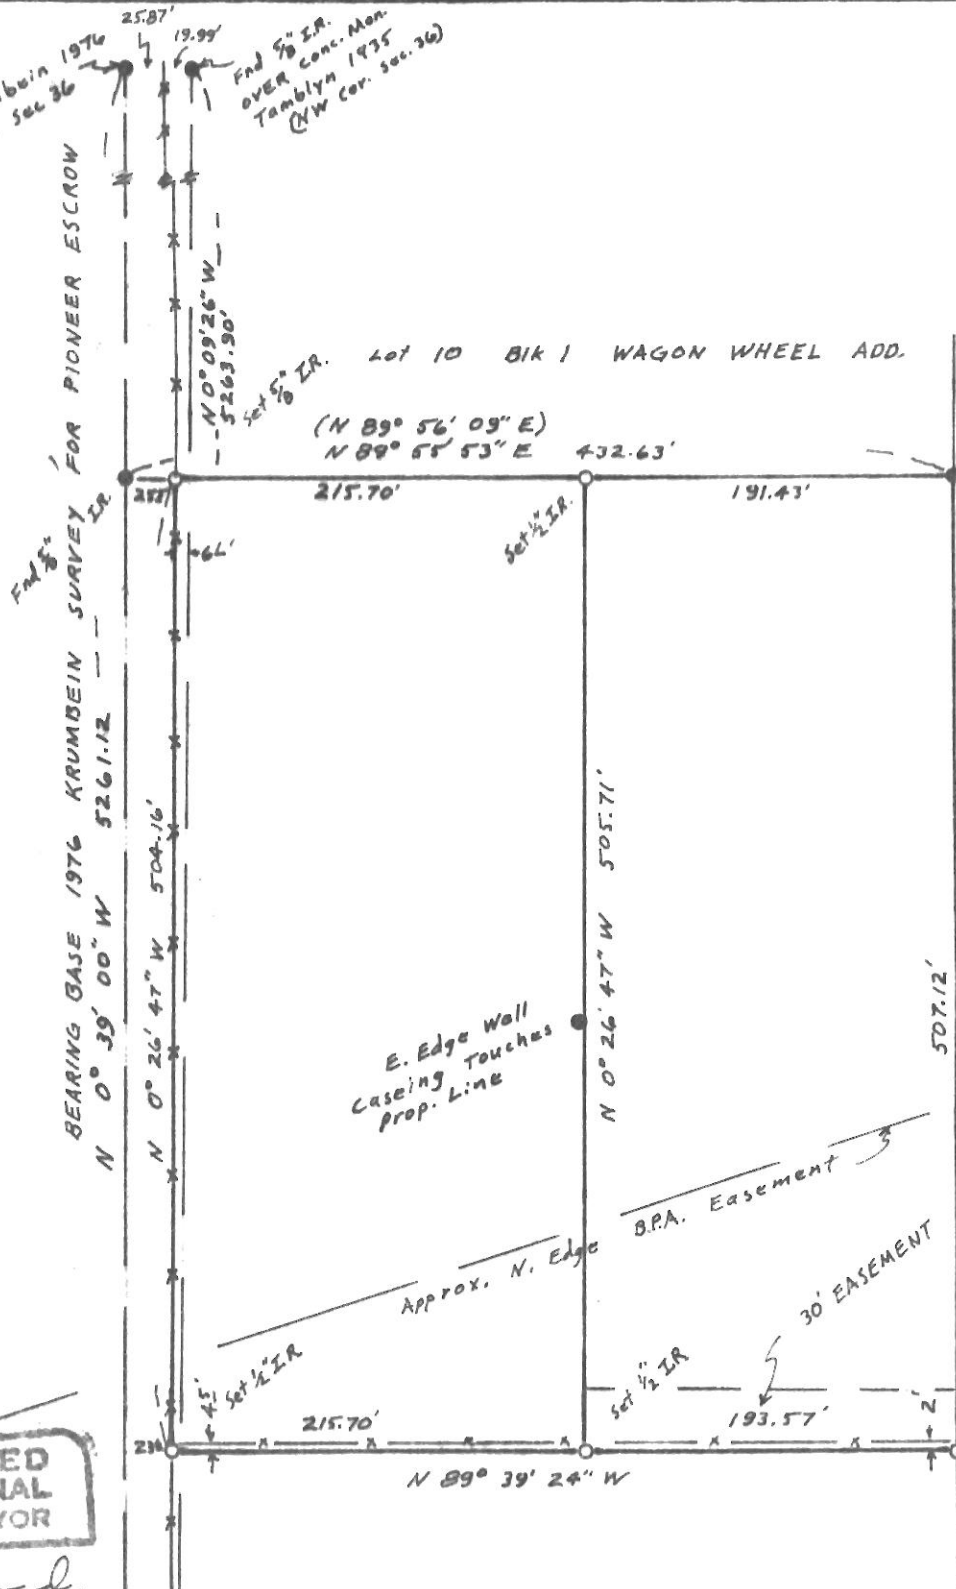 25.87'
19.99'
1976
Sec 36
Fnd 5/8" I.R.
OVER Conc. Mon.
Tamblyn 1935
(NW Cor. Sec. 36)
N 0° 09' 26" W
5263.90'
Set 5/8" I.R.
Lot 10 Blk 1 WAGON WHEEL ADD.
(N 89° 56' 09" E)
N 89° 55' 53" E 432.63'
215.70'
191.43'
Fnd 5/8" I.R.
Set 1/2" I.R.
BEARING BASE 1976 KRUMBEIN SURVEY FOR PIONEER ESCROW
N 0° 39' 00" W 5261.12
N 0° 26' 47" W 504.16'
N 0° 26' 47" W 505.71'
507.12'
E. Edge Well
Caseing Touches
Prop. Line
Approx. N. Edge B.P.A. Easement
30' EASEMENT
Set 1/2" I.R.
Set 1/2" I.R.
215.70'
193.57'
2'
N 89° 39' 24" W